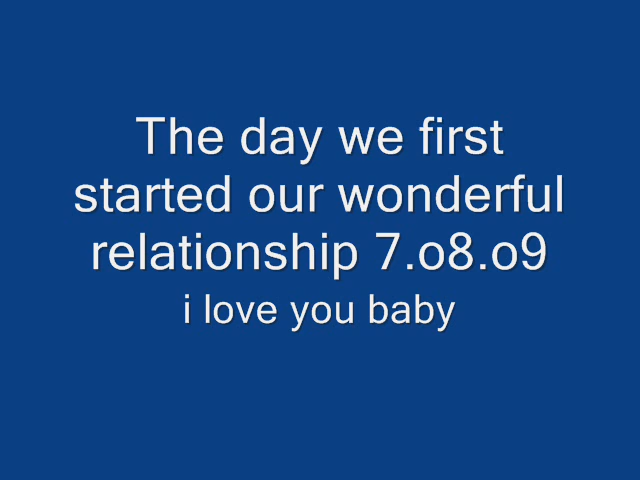 The day we first
started our wonderful
relationship 7.o8.o9
i love you baby